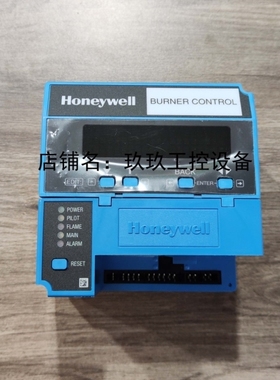 Honeywell
BURNER CONTROL
店铺名：玖玖工控设备
BACK
EDIT
ENTER
POWER
PILOT
FLAME
MAIN
ALARM
RESET
Honeywell